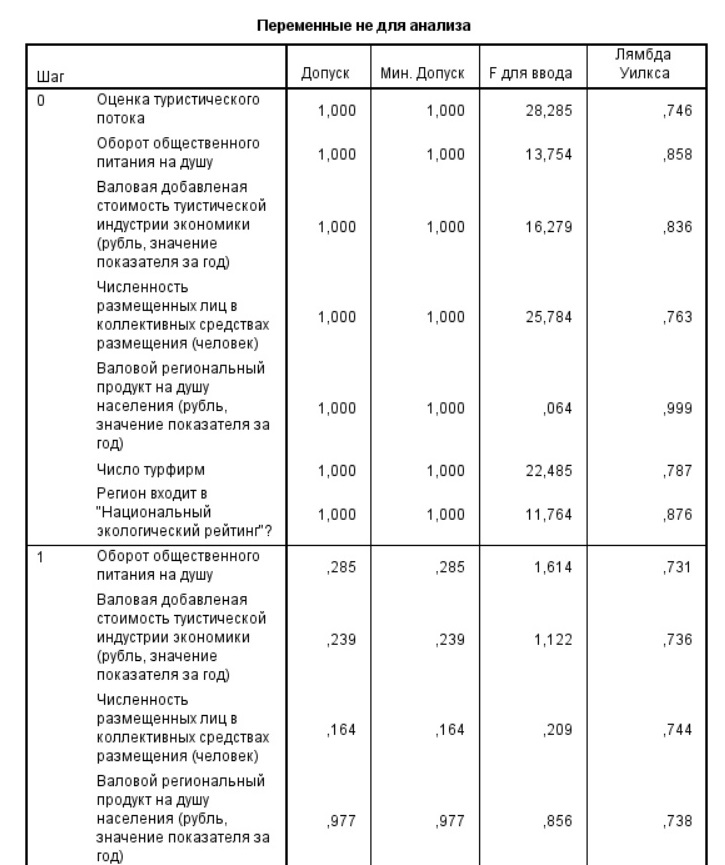 Переменные не для анализа
Шаг Допуск Мин. Допуск F для ввода Лямбда
Уилкса
0 Оценка туристического
потока 1,000 1,000 28,285 ,746
Оборот общественного
питания на душу 1,000 1,000 13,754 ,858
Валовая добавленая
стоимость туистической
индустрии экономики
(рубль, значение
показателя за год) 1,000 1,000 16,279 ,836
Численность
размещенных лиц в
коллективных средствах
размещения (человек) 1,000 1,000 25,784 ,763
Валовой региональный
продукт на душу
населения (рубль,
значение показателя за
год) 1,000 1,000 ,064 ,999
Число турфирм 1,000 1,000 22,485 ,787
Регион входит в
"Национальный
экологический рейтинг"? 1,000 1,000 11,764 ,876
1 Оборот общественного
питания на душу ,285 ,285 1,614 ,731
Валовая добавленая
стоимость туистической
индустрии экономики
(рубль, значение
показателя за год) ,239 ,239 1,122 ,736
Численность
размещенных лиц в
коллективных средствах
размещения (человек) ,164 ,164 ,209 ,744
Валовой региональный
продукт на душу
населения (рубль,
значение показателя за
год) ,977 ,977 ,856 ,738